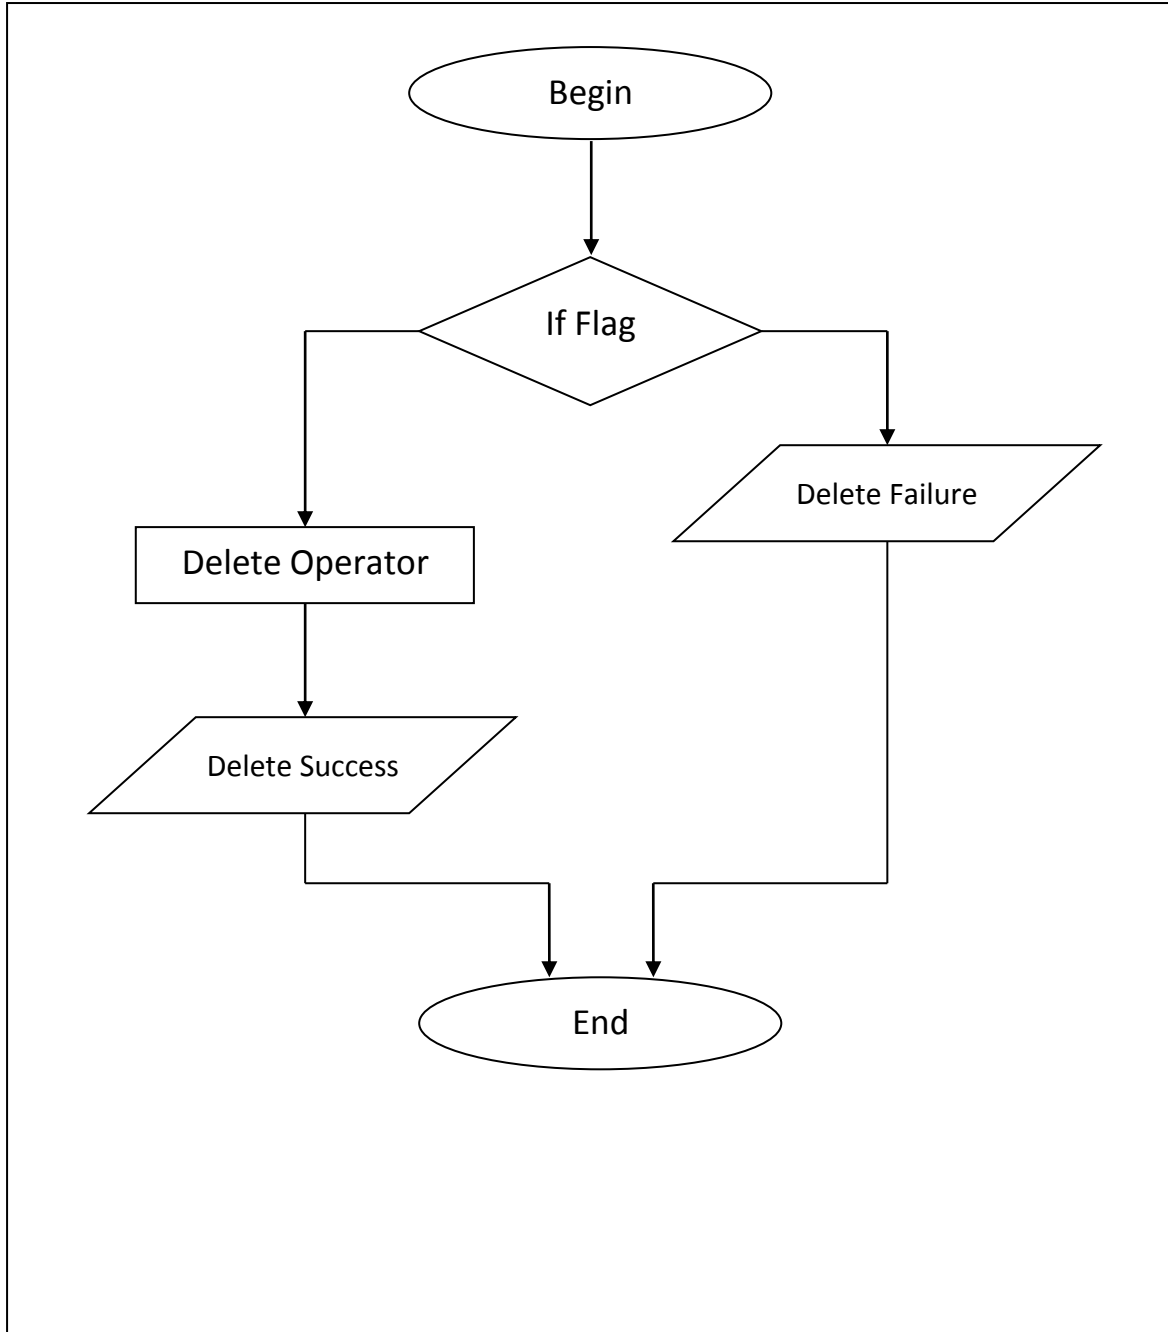 Begin
If Flag
Delete Failure
Delete Operator
Delete Success
End